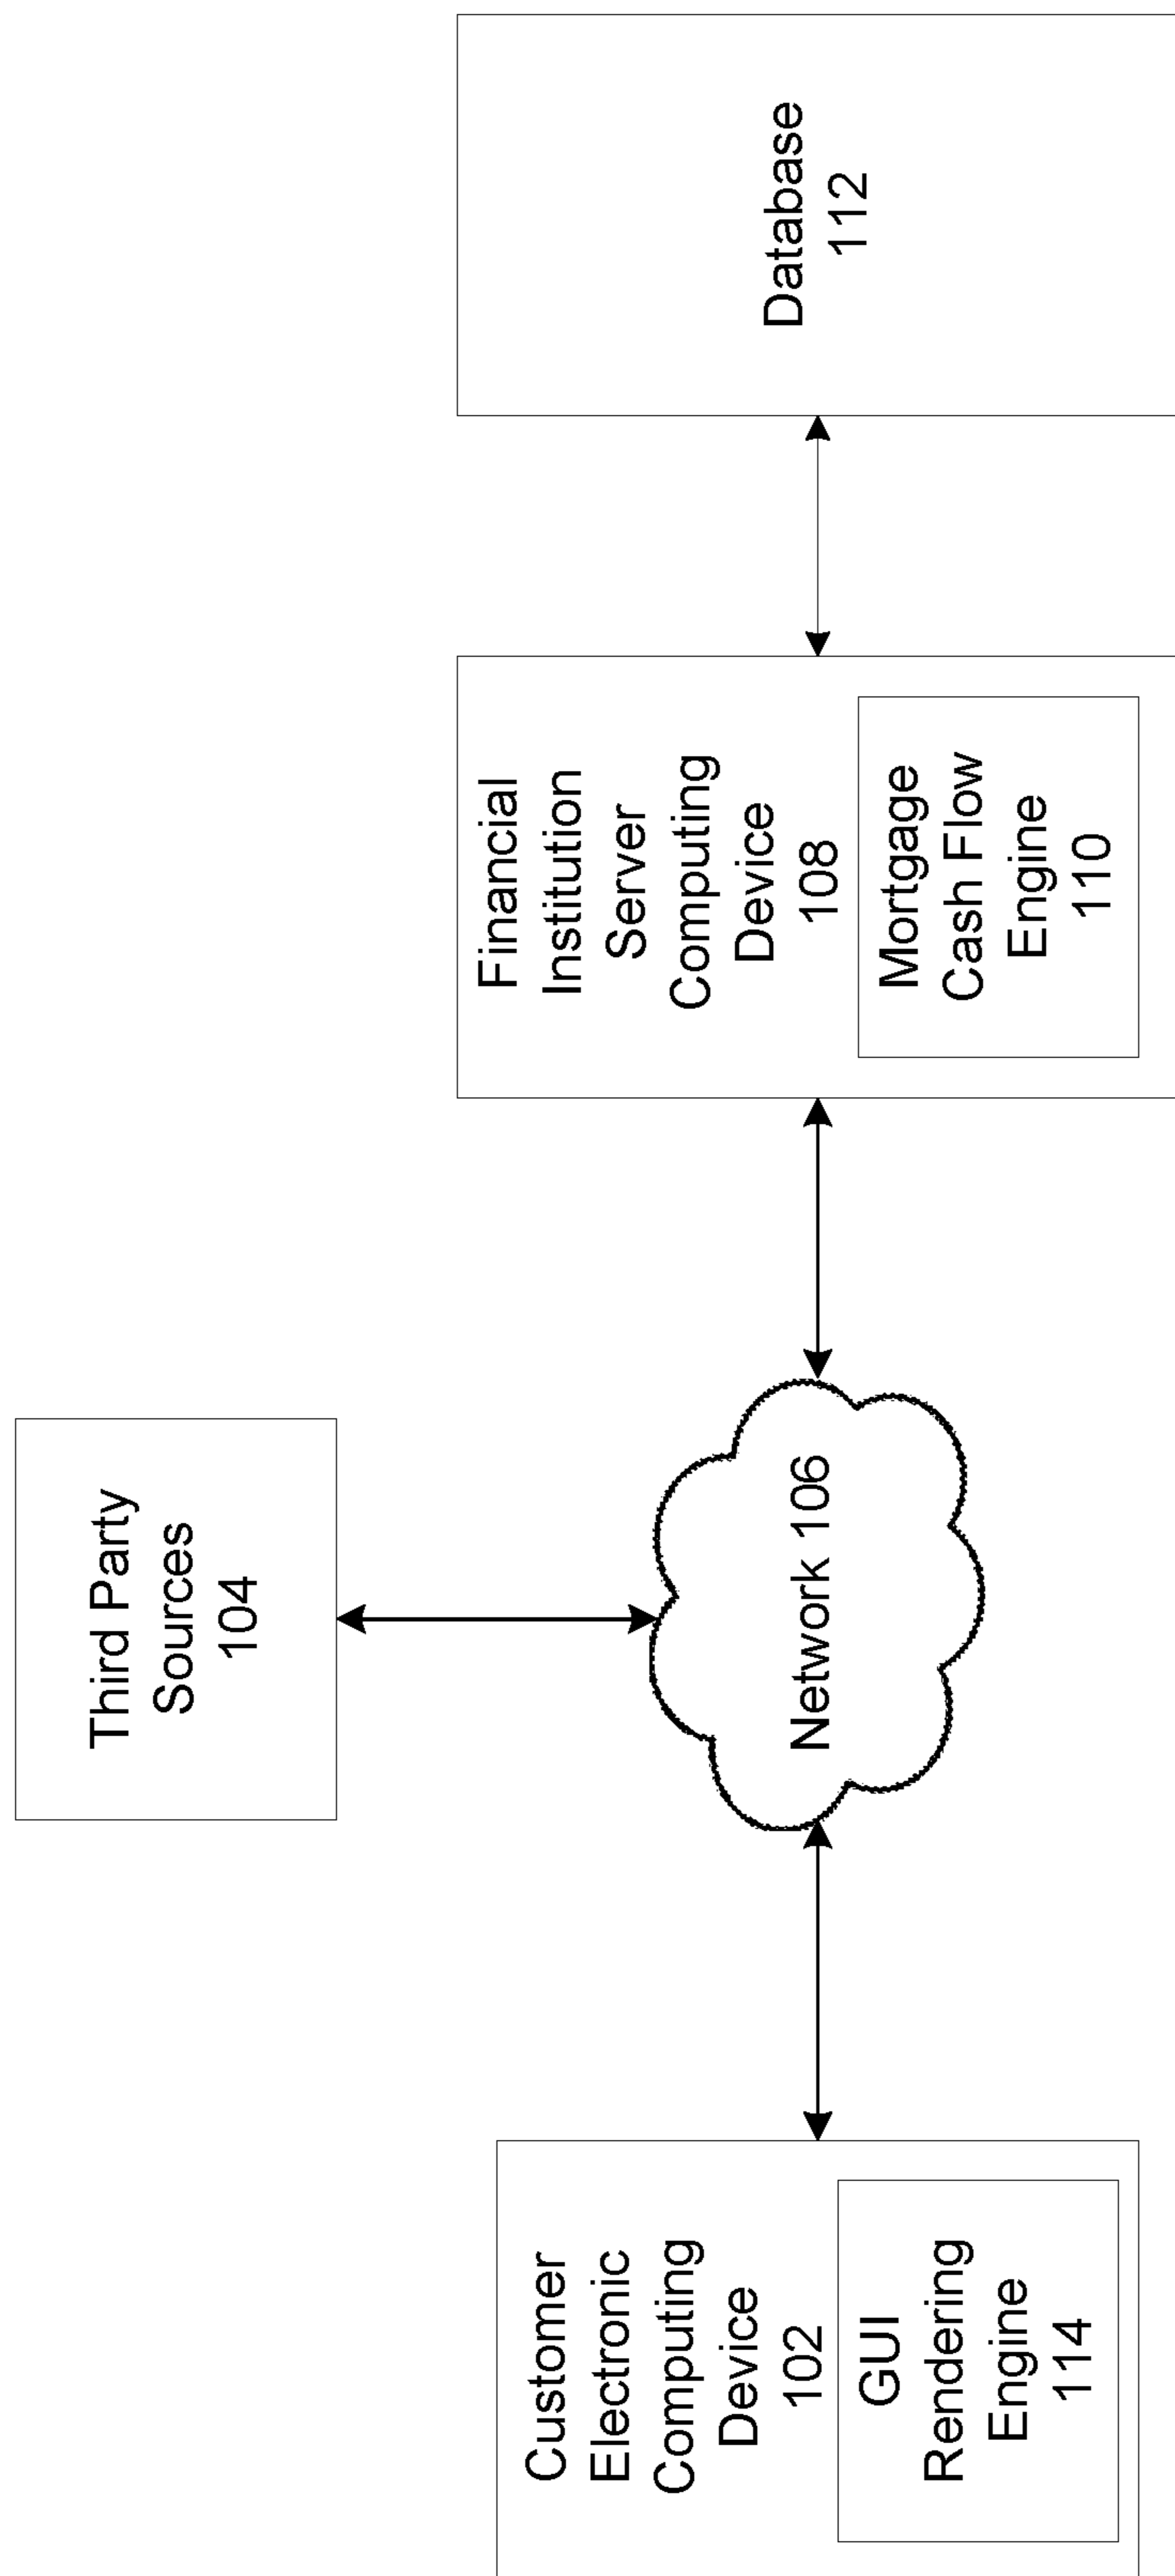 Third Party
Sources
104
Customer
Electronic
Computing
Device
102
GUI
Rendering
Engine
114
Network 106
Financial
Institution
Server
Computing
Device
108
Mortgage
Cash Flow
Engine
110
Database
112